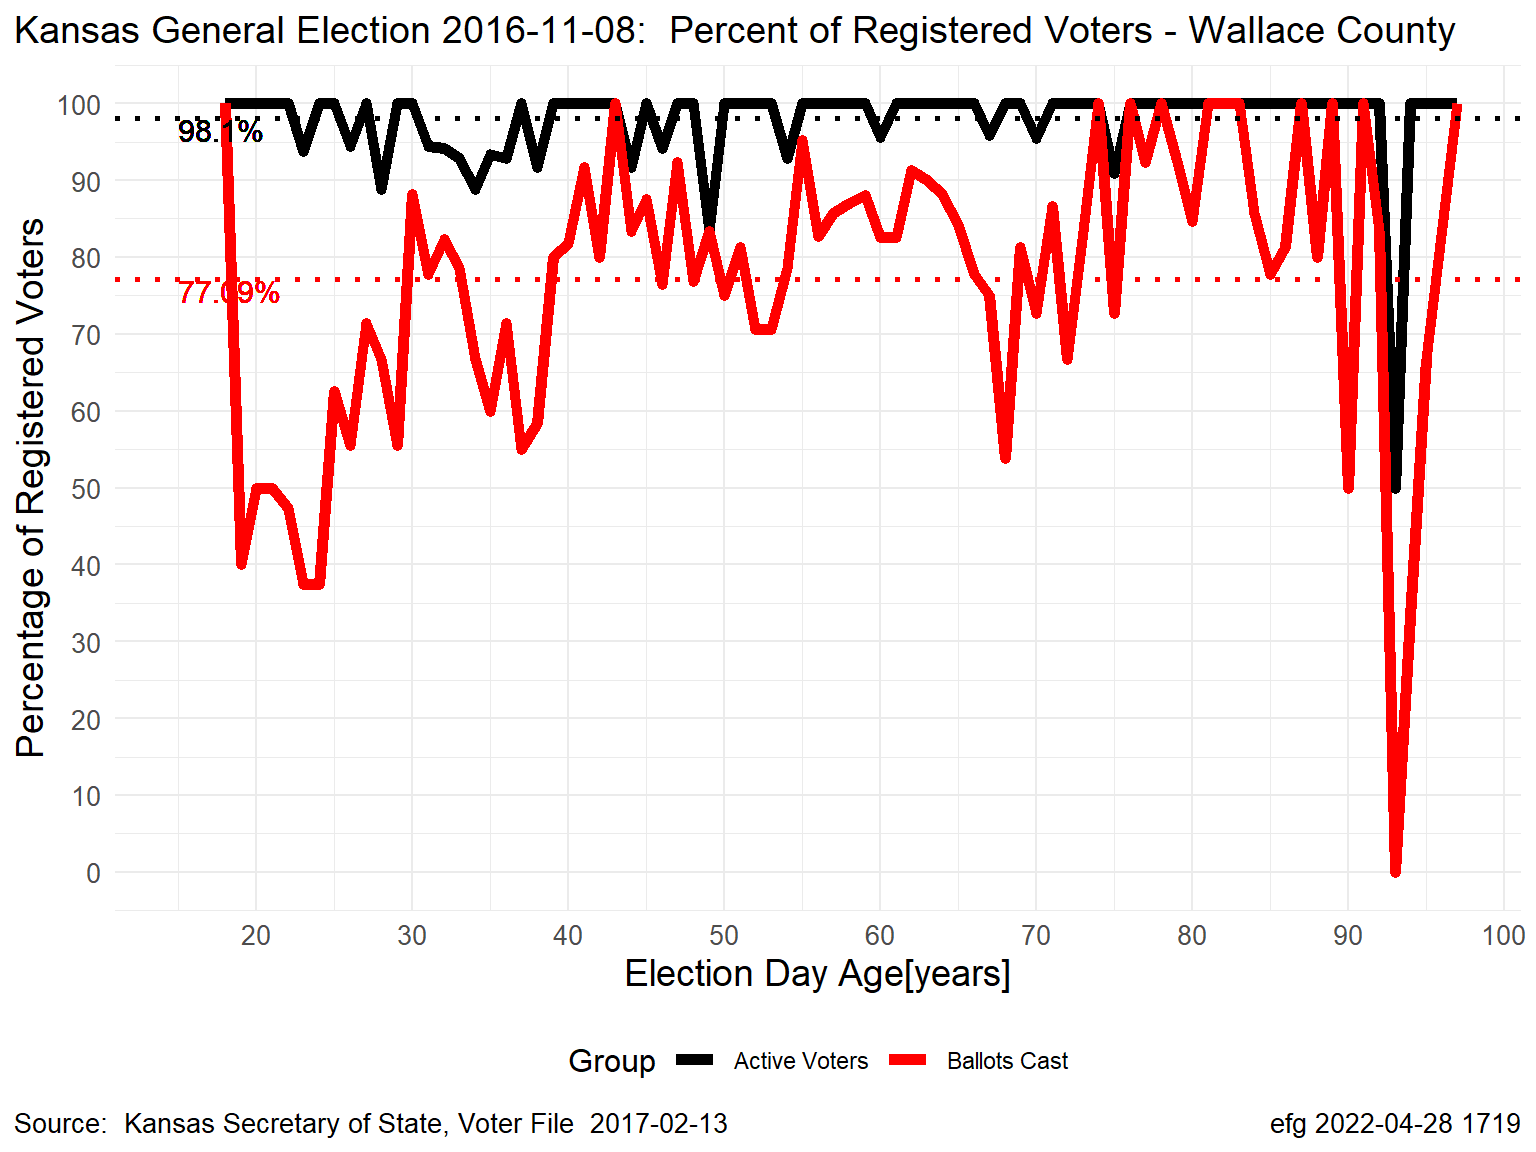 Kansas General Election 2016-11-08:  Percent of Registered Voters - Wallace County
Percentage of Registered Voters
100
90
80
70
60
50
40
30
20
10
0
98.1%
77.09%
20 30 40 50 60 70 80 90 100
Election Day Age[years]
Group Active Voters Ballots Cast
Source:  Kansas Secretary of State, Voter File  2017-02-13
efg 2022-04-28 1719